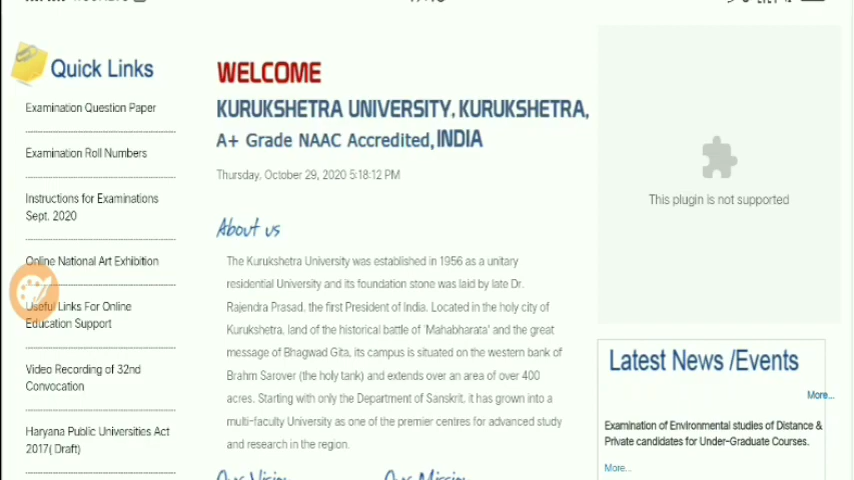 Quick Links
Examination Question Paper
Examination Roll Numbers
Instructions for Examinations
Sept. 2020
Online National Art Exhibition
Useful Links For Online
Education Support
Video Recording of 32nd
Convocation
Haryana Public Universities Act
2017( Draft)
WELCOME
KURUKSHETRA UNIVERSITY, KURUKSHETRA,
A+ Grade NAAC Accredited, INDIA
Thursday, October 29, 2020 5:18:12 PM
About us
The Kurukshetra University was established in 1956 as a unitary
residential University and its foundation stone was laid by late Dr.
Rajendra Prasad, the first President of India. Located in the holy city of
Kurukshetra, land of the historical battle of 'Mahabharata' and the great
message of Bhagwad Gita, its campus is situated on the western bank of
Brahm Sarover (the holy tank) and extends over an area of over 400
acres. Starting with only the Department of Sanskrit, it has grown into a
multi-faculty University as one of the premier centres for advanced study
and research in the region.
Our Vision
Our Mission
This plugin is not supported
Latest News /Events
More...
Examination of Environmental studies of Distance &
Private candidates for Under-Graduate Courses.
More...